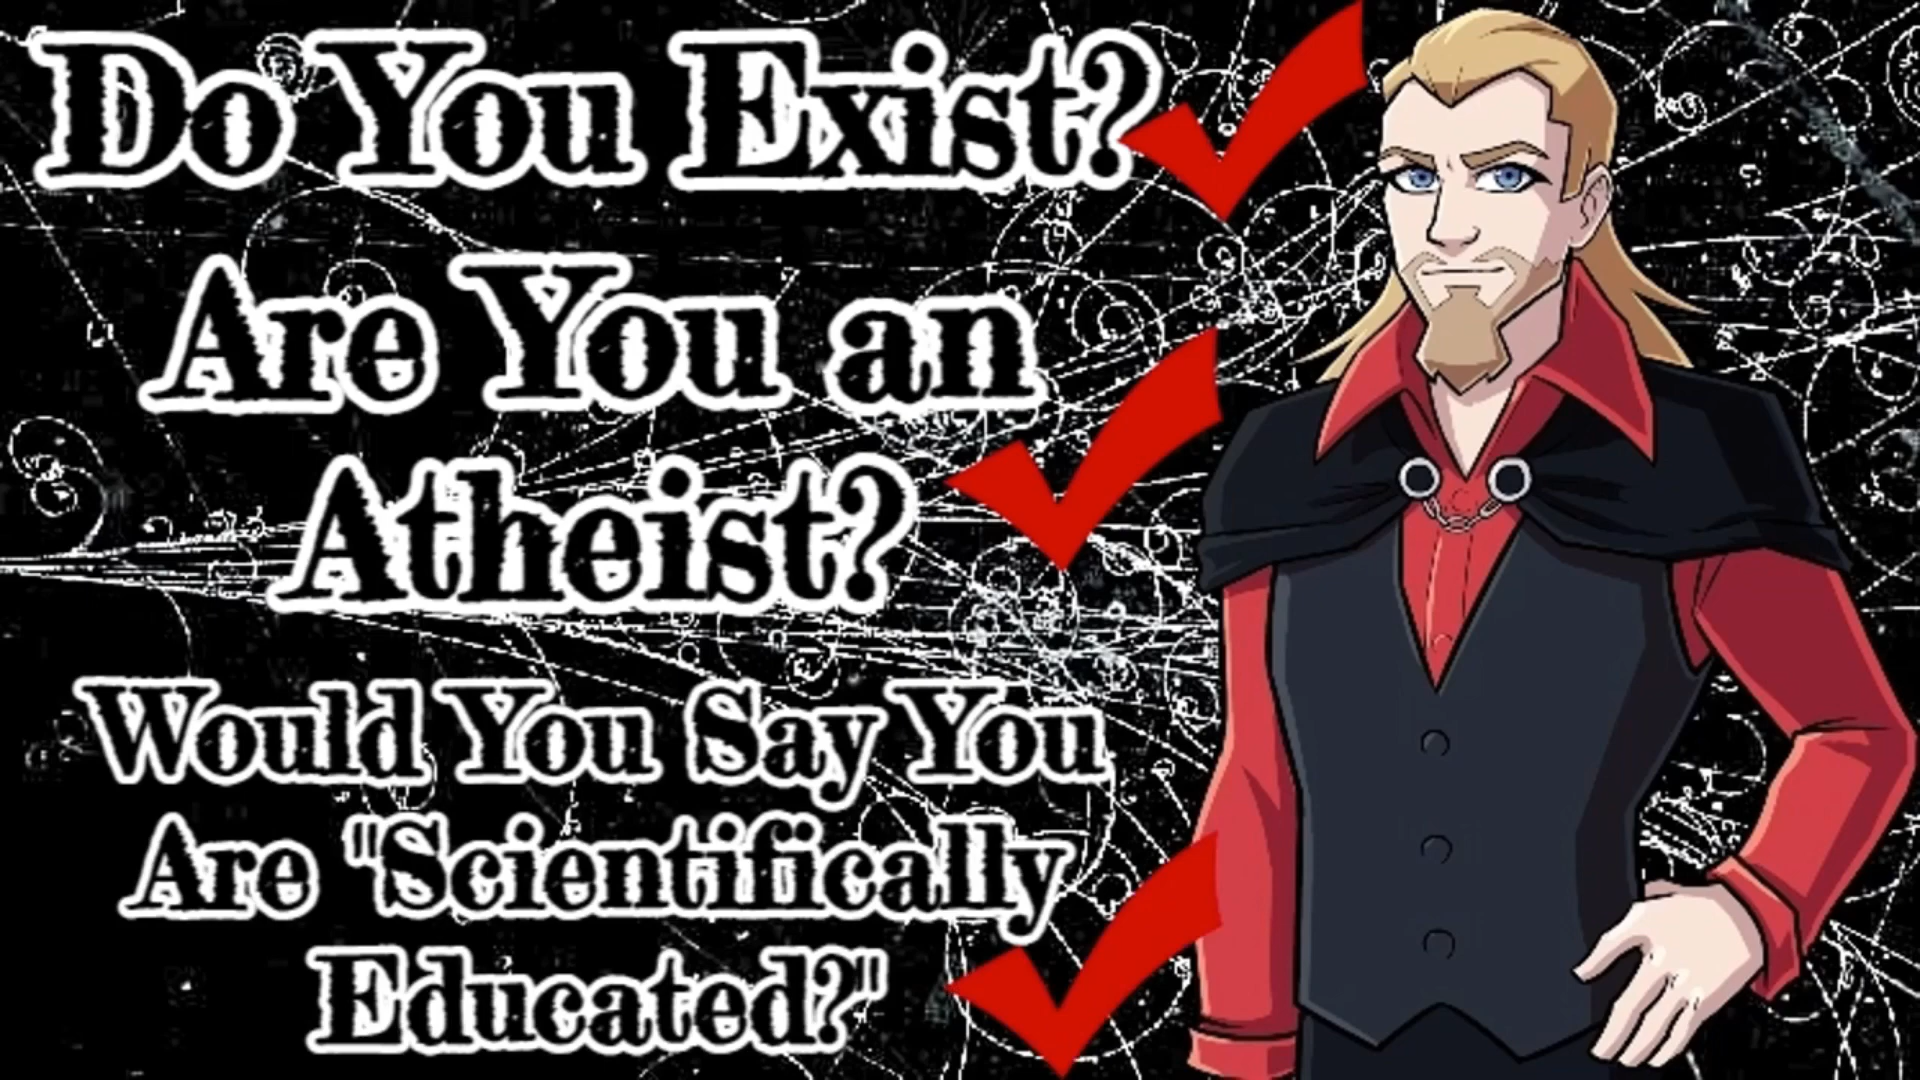 Do You Exist?
Are You an
Atheist?
Would You Say You
Are "Scientifically
Educated?"